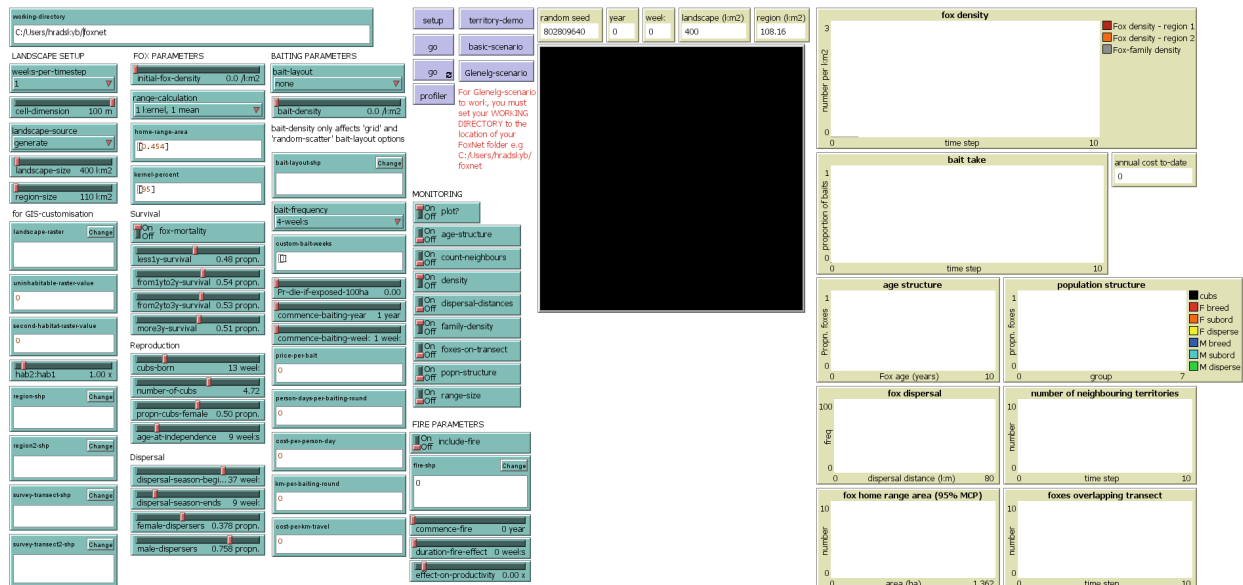 working-directory
C:/Users/hradskyb/foxnet
LANDSCAPE SETUP
weeks-per-timestep
1
cell-dimension 100 m
landscape-source
generate
landscape-size 400 km2
region-size 110 km2
for GIS-customisation
landscape-raster Change
uninhabitable-raster-value
0
second-habitat-raster-value
0
hab2:hab1 1.00 x
region-shp Change
region2-shp Change
survey-transect-shp Change
survey-transect2-shp Change
FOX PARAMETERS
initial-fox-density 0.0 /km2
range-calculation
1 kernel, 1 mean
home-range-area
[0.454]
kernel-percent
[95]
Survival
On
Off
fox-mortality
less1y-survival 0.48 propn.
from1yto2y-survival 0.54 propn.
from2yto3y-survival 0.53 propn.
more3y-survival 0.51 propn.
Reproduction
cubs-born 13 week
number-of-cubs 4.72
propn-cubs-female 0.50 propn.
age-at-independence 9 weeks
Dispersal
dispersal-season-begi... 37 week
dispersal-season-ends 9 week
female-dispersers 0.378 propn.
male-dispersers 0.758 propn.
BAITING PARAMETERS
bait-layout
none
bait-density 0.0 /km2
bait-density only affects 'grid' and
'random-scatter' bait-layout options
bait-layout-shp Change
bait-frequency
4-weeks
custom-bait-weeks
[]
Pr-die-if-exposed-100ha 0.00
commence-baiting-year 1 year
commence-baiting-week 1 week
price-per-bait
0
person-days-per-baiting-round
0
cost-per-person-day
0
km-per-baiting-round
0
cost-per-km-travel
0
setup
territory-demo
go
basic-scenario
go
Glenelg-scenario
profiler
For Glenelg-scenario
to work, you must
set your WORKING
DIRECTORY to the
location of your
FoxNet folder e.g
C:/Users/hradskyb/
foxnet
MONITORING
On
Off
plot?
On
Off
age-structure
On
Off
count-neighbours
On
Off
density
On
Off
dispersal-distances
On
Off
family-density
On
Off
foxes-on-transect
On
Off
popn-structure
On
Off
range-size
FIRE PARAMETERS
On
Off
include-fire
fire-shp Change
0
commence-fire 0 year
duration-fire-effect 0 weeks
effect-on-productivity 0.00 x
random seed
802809640
year
0
week
0
landscape (km2)
400
region (km2)
108.16
fox density
number per km2
3
0
0
time step
10
Fox density - region 1
Fox density - region 2
Fox-family density
bait take
proportion of baits
1
0
0
time step
10
annual cost to-date
0
age structure
Propn. foxes
1
0
0
Fox age (years)
10
population structure
propn. foxes
1
0
0
group
7
cubs
F breed
F subord
F disperse
M breed
M subord
M disperse
fox dispersal
freq
100
0
0
dispersal distance (km)
80
number of neighbouring territories
number
10
0
0
time step
10
fox home range area (95% MCP)
number
10
0
0
area (ha)
1,362
foxes overlapping transect
number
10
0
0
time step
10